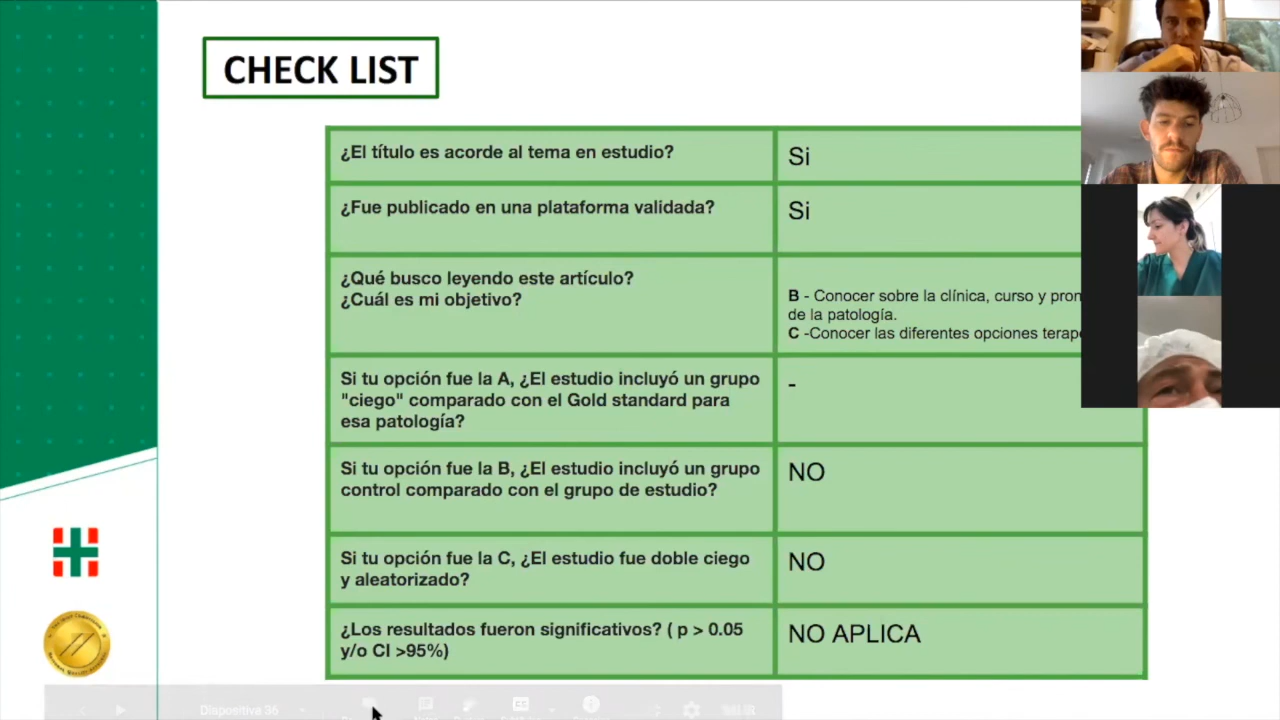 CHECK LIST
¿El título es acorde al tema en estudio?
Si
¿Fue publicado en una plataforma validada?
Si
¿Qué busco leyendo este artículo?
¿Cuál es mi objetivo?
B - Conocer sobre la clínica, curso y pron
de la patología.
C -Conocer las diferentes opciones terape
Si tu opción fue la A, ¿El estudio incluyó un grupo
"ciego" comparado con el Gold standard para
esa patología?
-
Si tu opción fue la B, ¿El estudio incluyó un grupo
control comparado con el grupo de estudio?
NO
Si tu opción fue la C, ¿El estudio fue doble ciego
y aleatorizado?
NO
¿Los resultados fueron significativos? ( p > 0.05
y/o CI >95%)
NO APLICA
Diapositiva 36